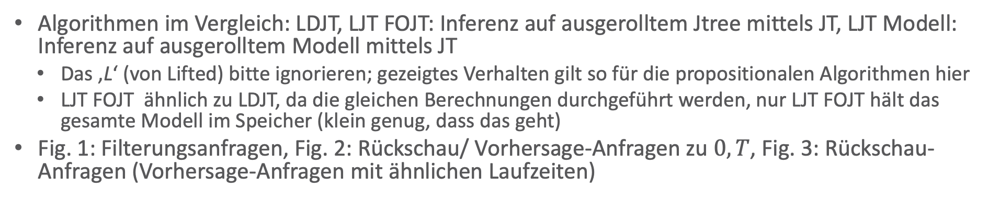 • Algorithmen im Vergleich: LDJT, LJT FOJT: Inferenz auf ausgerolltem Jtree mittels JT, LJT Modell:
Inferenz auf ausgerolltem Modell mittels JT
• Das ‚L‘ (von Lifted) bitte ignorieren; gezeigtes Verhalten gilt so für die propositionalen Algorithmen hier
• LJT FOJT  ähnlich zu LDJT, da die gleichen Berechnungen durchgeführt werden, nur LJT FOJT hält das
gesamte Modell im Speicher (klein genug, dass das geht)
• Fig. 1: Filterungsanfragen, Fig. 2: Rückschau/ Vorhersage-Anfragen zu 0, T, Fig. 3: Rückschau-
Anfragen (Vorhersage-Anfragen mit ähnlichen Laufzeiten)